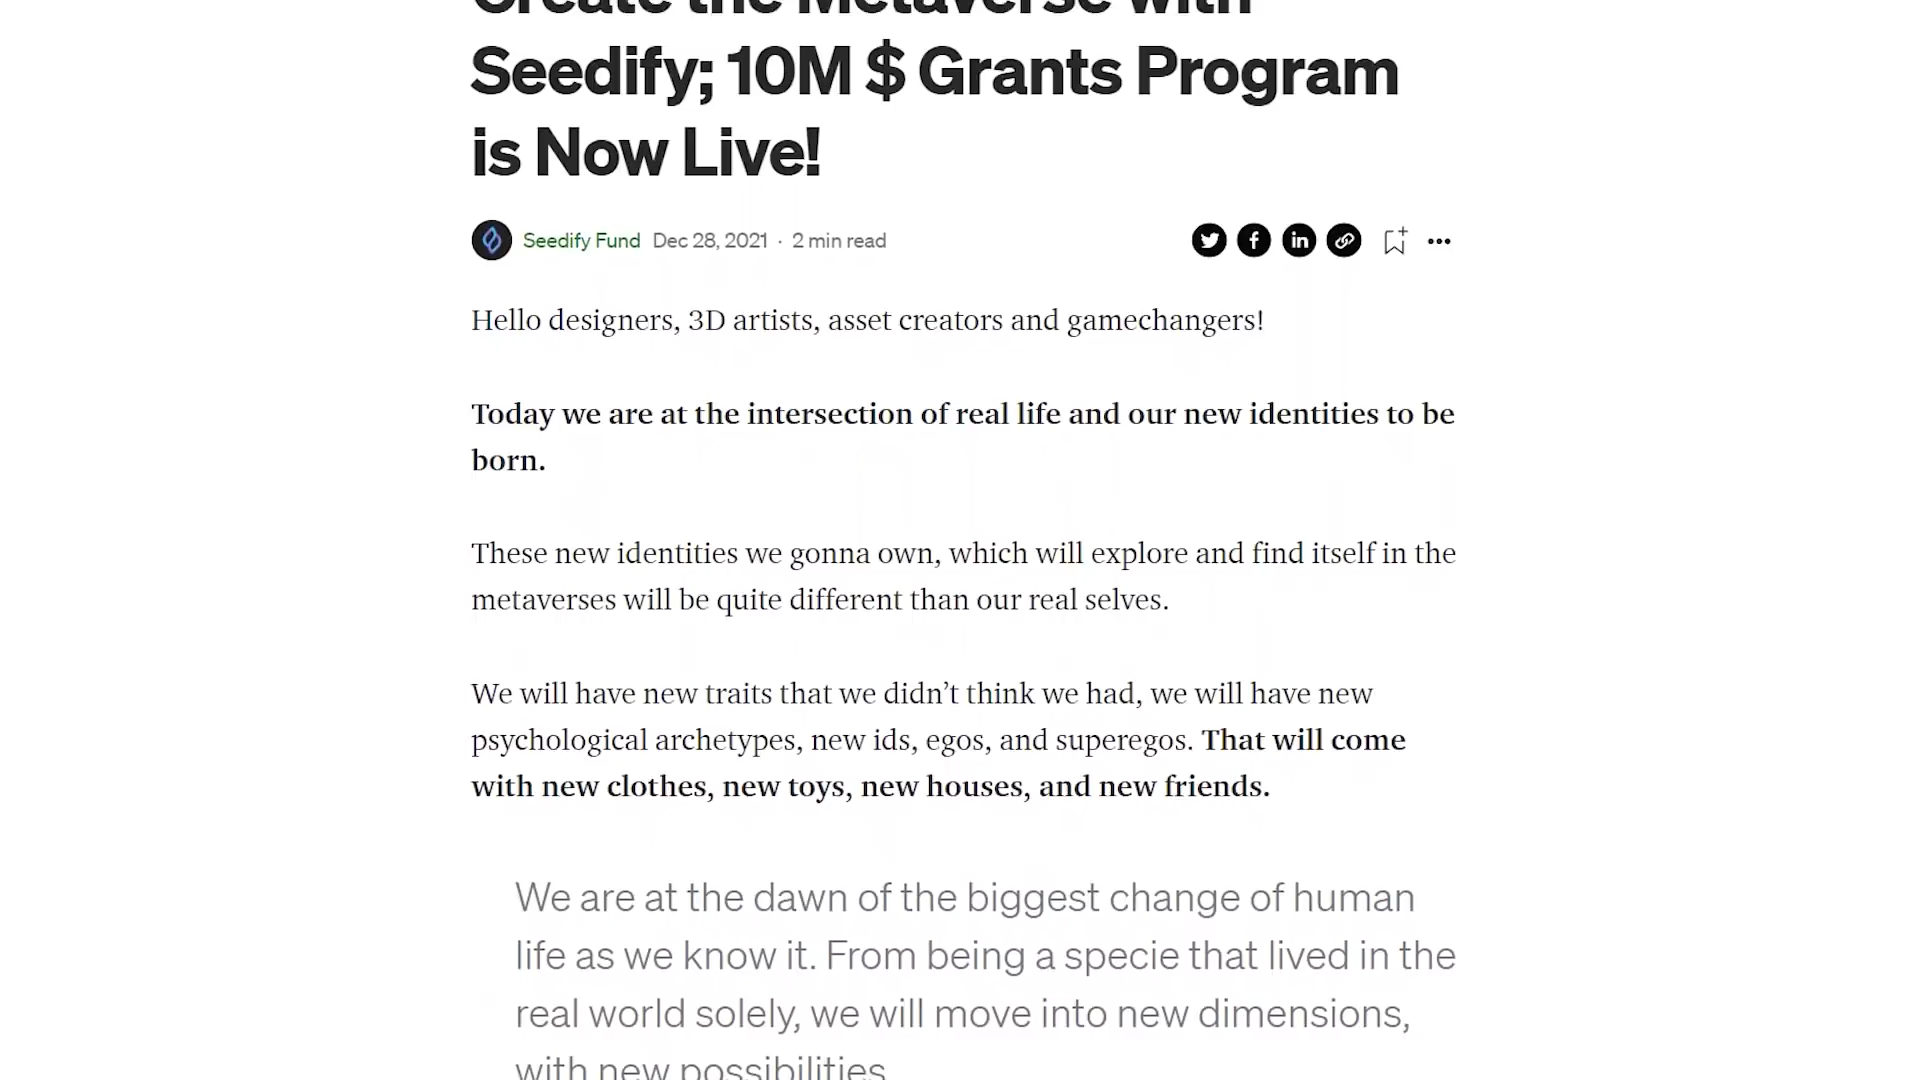 Create the Metaverse with
Seedify; 10M $ Grants Program
is Now Live!
Seedify Fund Dec 28, 2021 · 2 min read
Hello designers, 3D artists, asset creators and gamechangers!
Today we are at the intersection of real life and our new identities to be
born.
These new identities we gonna own, which will explore and find itself in the
metaverses will be quite different than our real selves.
We will have new traits that we didn’t think we had, we will have new
psychological archetypes, new ids, egos, and superegos. That will come
with new clothes, new toys, new houses, and new friends.
We are at the dawn of the biggest change of human
life as we know it. From being a specie that lived in the
real world solely, we will move into new dimensions,
with new possibilities